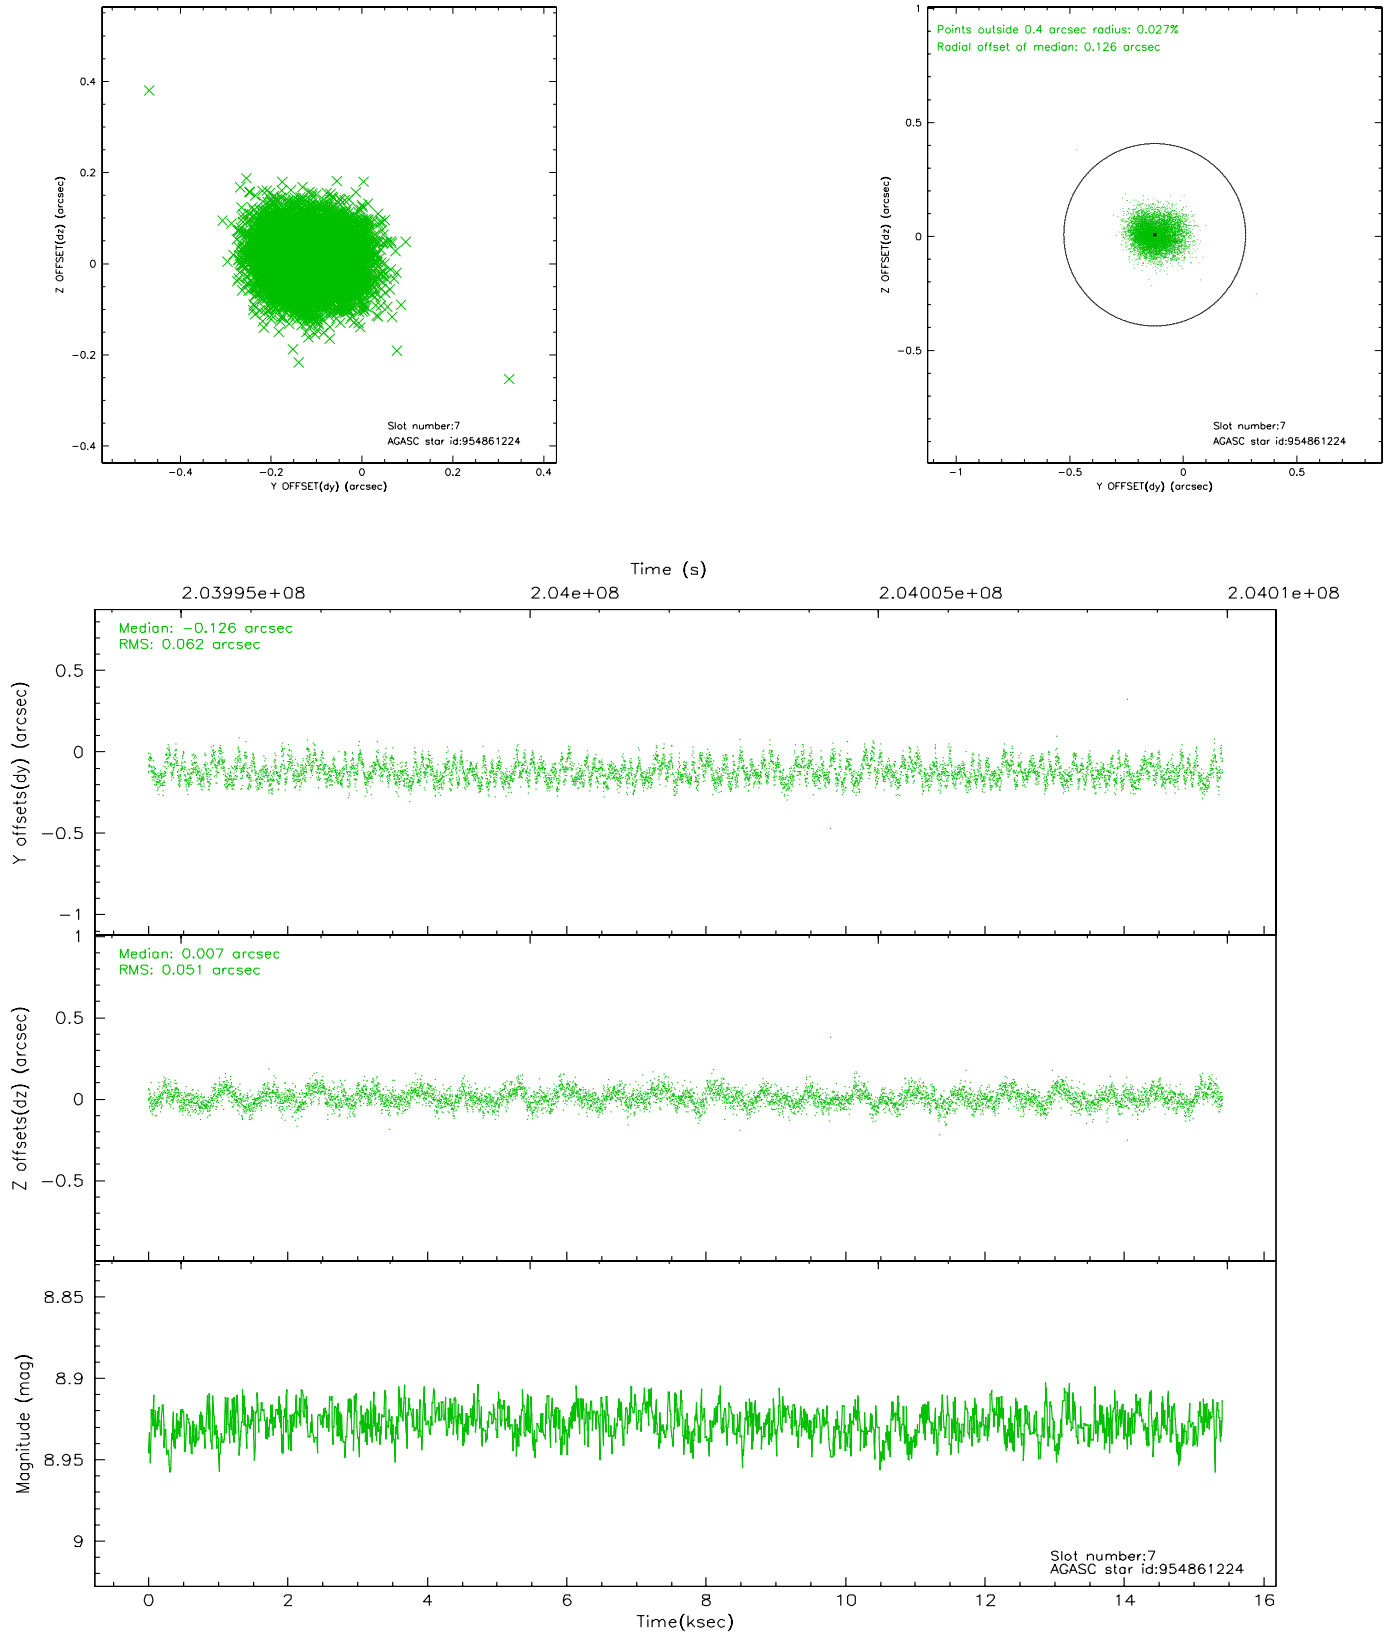 0.4
0.2
0
−0.2
−0.4
Z OFFSET(dz) (arcsec)
Slot number:7
AGASC star id:954861224
−0.4
−0.2
0
0.2
0.4
Y OFFSET(dy) (arcsec)
Points outside 0.4 arcsec radius: 0.027%
Radial offset of median: 0.126 arcsec
1
0.5
0
−0.5
Z OFFSET(dz) (arcsec)
Slot number:7
AGASC star id:954861224
−1
−0.5
0
0.5
Y OFFSET(dy) (arcsec)
Time (s)
2.03995e+08
2.04e+08
2.04005e+08
2.0401e+08
Median: −0.126 arcsec
RMS: 0.062 arcsec
0.5
0
−0.5
−1
Y offsets(dy) (arcsec)
Median: 0.007 arcsec
RMS: 0.051 arcsec
1
0.5
0
−0.5
Z offsets(dz) (arcsec)
8.85
8.9
8.95
9
Magnitude (mag)
Slot number:7
AGASC star id:954861224
0
2
4
6
8
10
12
14
16
Time(ksec)